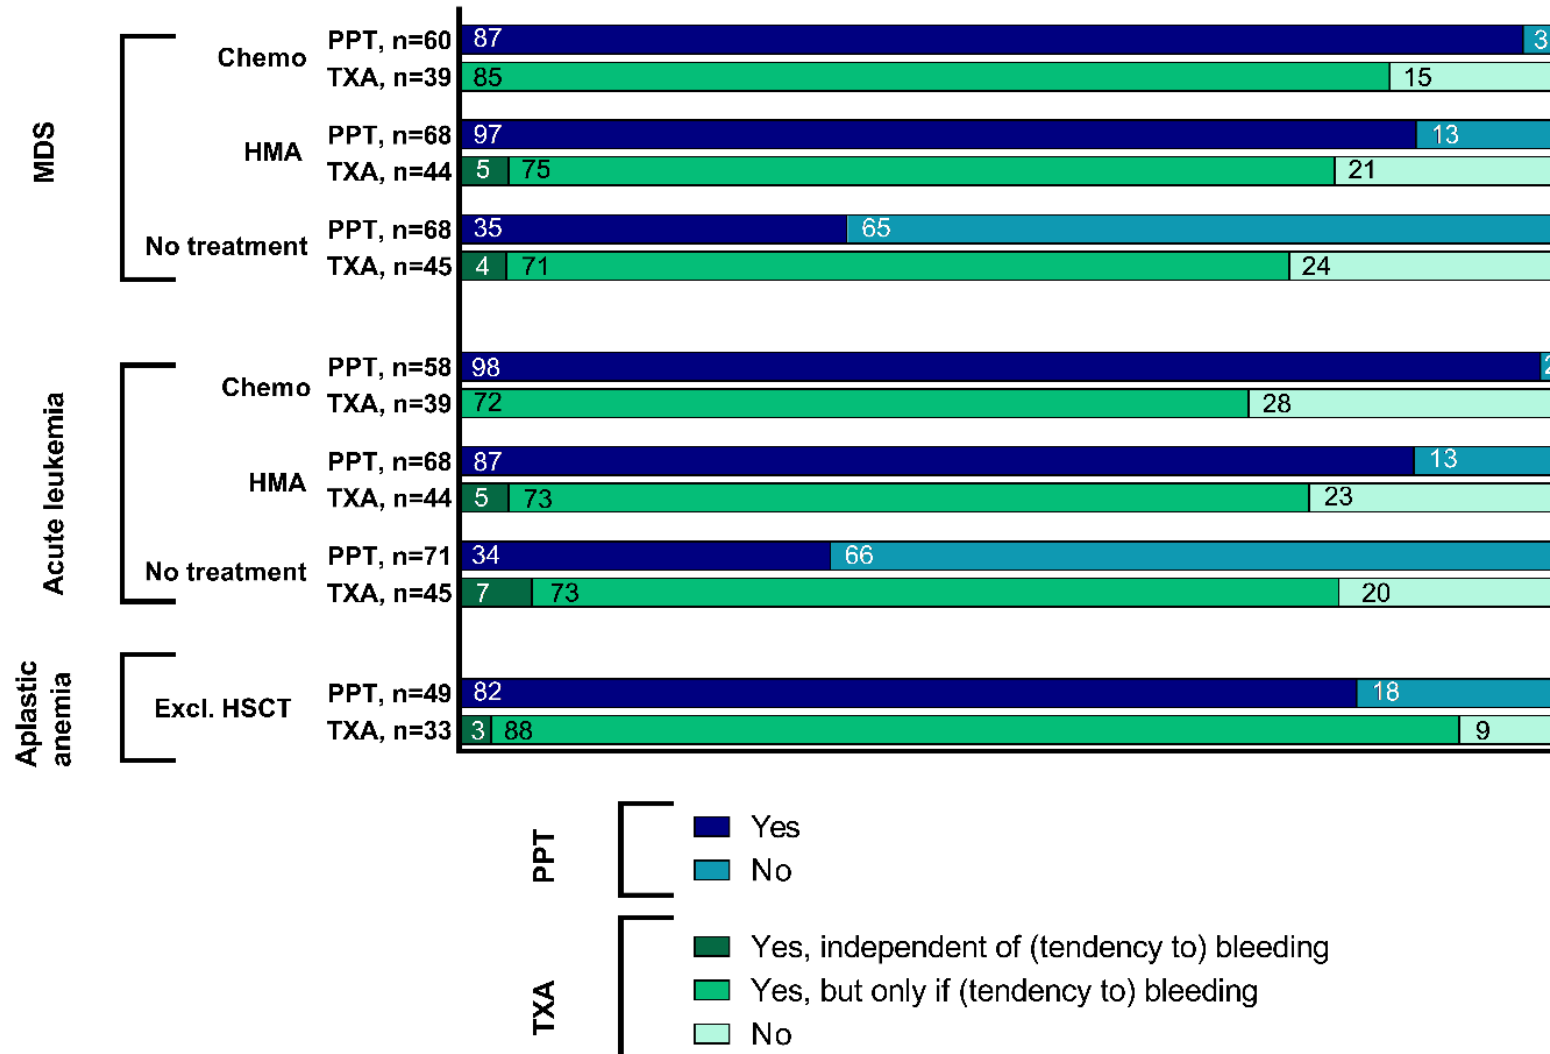 MDS
Chemo
PPT, n=60 87 3
TXA, n=39 85 15
HMA
PPT, n=68 97 13
TXA, n=44 5 75 21
No treatment
PPT, n=68 35 65
TXA, n=45 4 71 24
Acute leukemia
Chemo
PPT, n=58 98 2
TXA, n=39 72 28
HMA
PPT, n=68 87 13
TXA, n=44 5 73 23
No treatment
PPT, n=71 34 66
TXA, n=45 7 73 20
Aplastic
anemia
Excl. HSCT
PPT, n=49 82 18
TXA, n=33 3 88 9
PPT
Yes
No
TXA
Yes, independent of (tendency to) bleeding
Yes, but only if (tendency to) bleeding
No